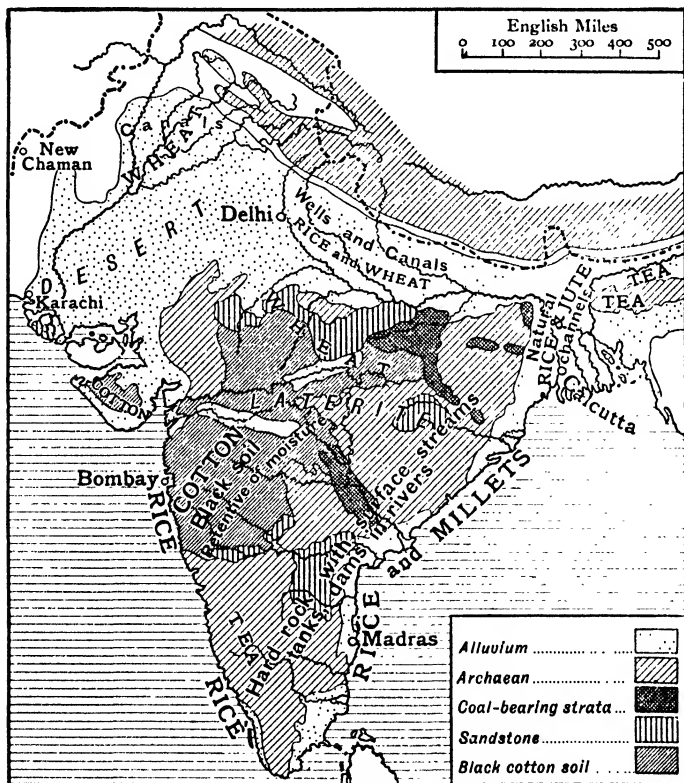 English Miles
0 100 200 300 400 500
New
Chaman
Canals
WHEAT
DESERT
Delhi
Wells and Canals
RICE and WHEAT
Karachi
COTTON
WHEAT
LATERITE
Natural
channels
RICE & JUTE
TEA
TEA
Calcutta
Bombay
RICE
COTTON
Black soil
Retentive of moisture
Hard rock with surface streams
tanks, dams in rivers
RICE and MILLETS
TEA
RICE
Madras
Alluvium
Archaean
Coal-bearing strata
Sandstone
Black cotton soil